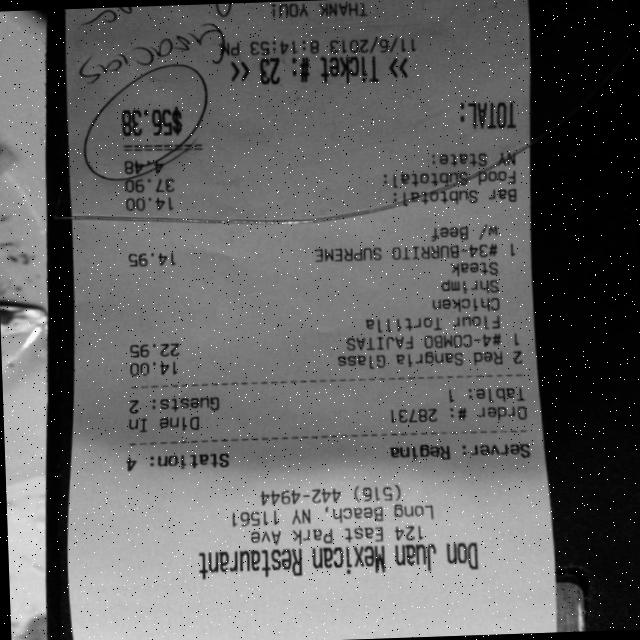 Don Juan Mexican Restaurant
124 East Park Ave
Long Beach, NY 11561
(516) 442-4944
Server: Regina Station: 4
Order #: 28731 Dine In
Table: 1 Guests: 2
2 Red Sangria Glass 14.00
1 #4-COMBO FAJITAS 22.95
Flour Tortilla
Chicken
Shrimp
Steak
1 #34-BURRITO SUPREME 14.95
w/ Beef
Bar Subtotal: 14.00
Food Subtotal: 37.90
NY State: 4.48
TOTAL: $56.38
>> Ticket #: 23 <<
11/6/2013 8:14:53 PM
THANK YOU!